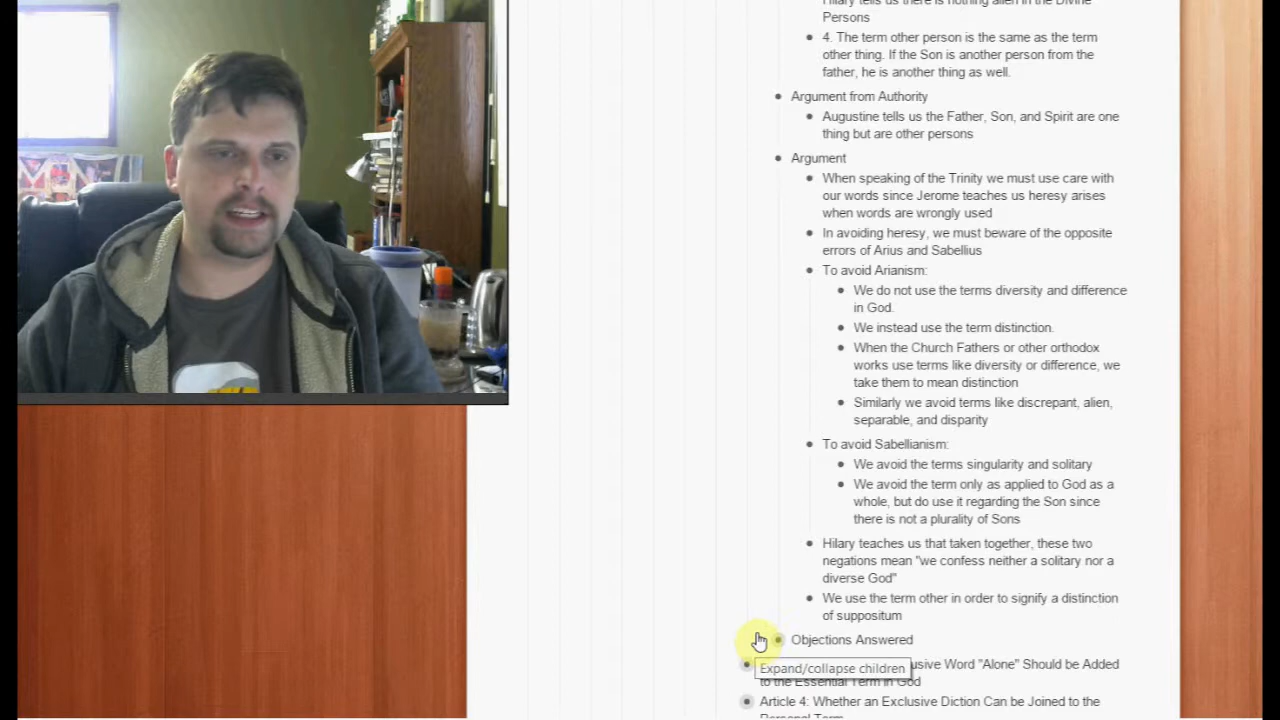 Hilary tells us there is nothing alien in the Divine
Persons
4. The term other person is the same as the term
other thing. If the Son is another person from the
father, he is another thing as well.
Argument from Authority
Augustine tells us the Father, Son, and Spirit are one
thing but are other persons
Argument
When speaking of the Trinity we must use care with
our words since Jerome teaches us heresy arises
when words are wrongly used
In avoiding heresy, we must beware of the opposite
errors of Arius and Sabellius
To avoid Arianism:
We do not use the terms diversity and difference
in God.
We instead use the term distinction.
When the Church Fathers or other orthodox
works use terms like diversity or difference, we
take them to mean distinction
Similarly we avoid terms like discrepant, alien,
separable, and disparity
To avoid Sabellianism:
We avoid the terms singularity and solitary
We avoid the term only as applied to God as a
whole, but do use it regarding the Son since
there is not a plurality of Sons
Hilary teaches us that taken together, these two
negations mean "we confess neither a solitary nor a
diverse God"
We use the term other in order to signify a distinction
of suppositum
Objections Answered
Expand/collapse children
usive Word "Alone" Should be Added
to the Essential Term in God
Article 4: Whether an Exclusive Diction Can be Joined to the
Personal Term